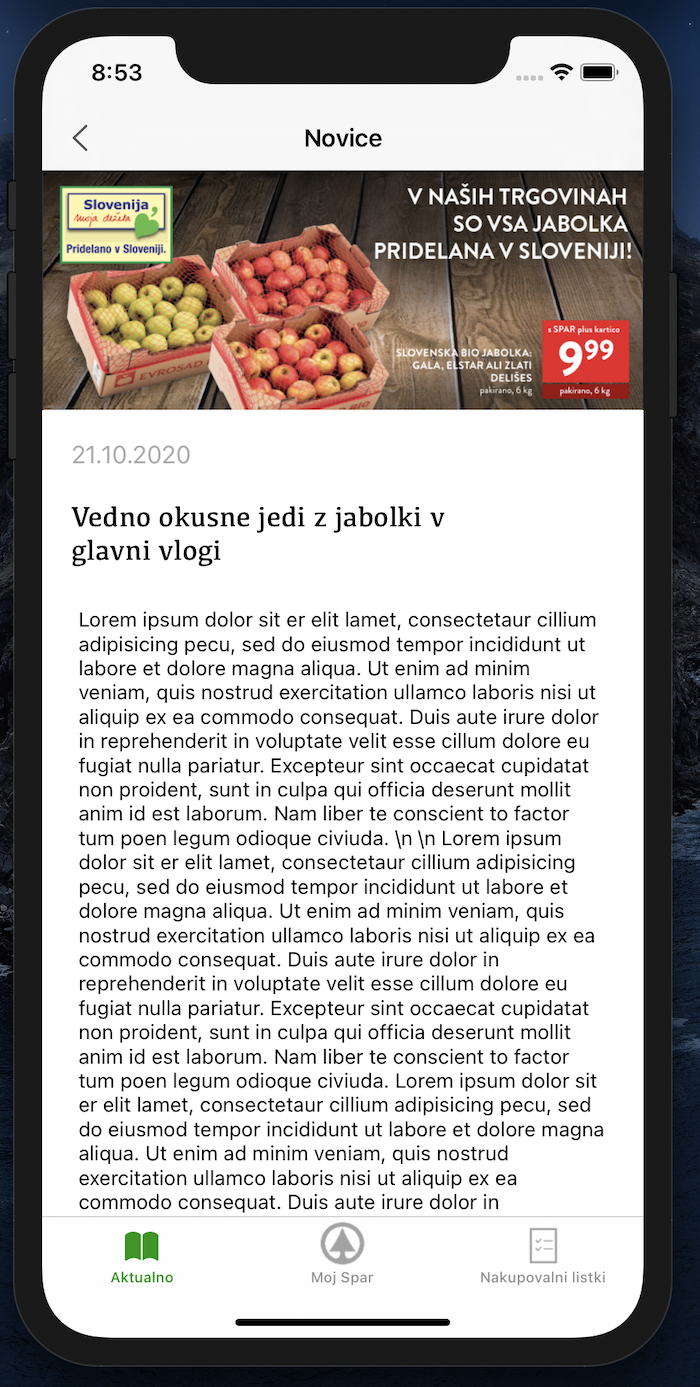 8:53
Novice
Slovenija
moja dežela
Pridelano v Sloveniji.
V NAŠIH TRGOVINAH
SO VSA JABOLKA
PRIDELANA V SLOVENIJI!
EVROSAD
BIO
s SPAR plus kartico
9.99
pakirano, 6 kg
SLOVENSKA BIO JABOLKA:
GALA, ELSTAR ALI ZLATI
DELIŠES
pakirano, 6 kg
21.10.2020
Vedno okusne jedi z jabolki v
glavni vlogi
Lorem ipsum dolor sit er elit lamet, consectetaur cillium
adipisicing pecu, sed do eiusmod tempor incididunt ut
labore et dolore magna aliqua. Ut enim ad minim
veniam, quis nostrud exercitation ullamco laboris nisi ut
aliquip ex ea commodo consequat. Duis aute irure dolor
in reprehenderit in voluptate velit esse cillum dolore eu
fugiat nulla pariatur. Excepteur sint occaecat cupidatat
non proident, sunt in culpa qui officia deserunt mollit
anim id est laborum. Nam liber te conscient to factor
tum poen legum odioque civiuda. \n \n Lorem ipsum
dolor sit er elit lamet, consectetaur cillium adipisicing
pecu, sed do eiusmod tempor incididunt ut labore et
dolore magna aliqua. Ut enim ad minim veniam, quis
nostrud exercitation ullamco laboris nisi ut aliquip ex ea
commodo consequat. Duis aute irure dolor in
reprehenderit in voluptate velit esse cillum dolore eu
fugiat nulla pariatur. Excepteur sint occaecat cupidatat
non proident, sunt in culpa qui officia deserunt mollit
anim id est laborum. Nam liber te conscient to factor
tum poen legum odioque civiuda. Lorem ipsum dolor sit
er elit lamet, consectetaur cillium adipisicing pecu, sed
do eiusmod tempor incididunt ut labore et dolore magna
aliqua. Ut enim ad minim veniam, quis nostrud
exercitation ullamco laboris nisi ut aliquip ex ea
commodo consequat. Duis aute irure dolor in
Aktualno
Moj Spar
Nakupovalni listki